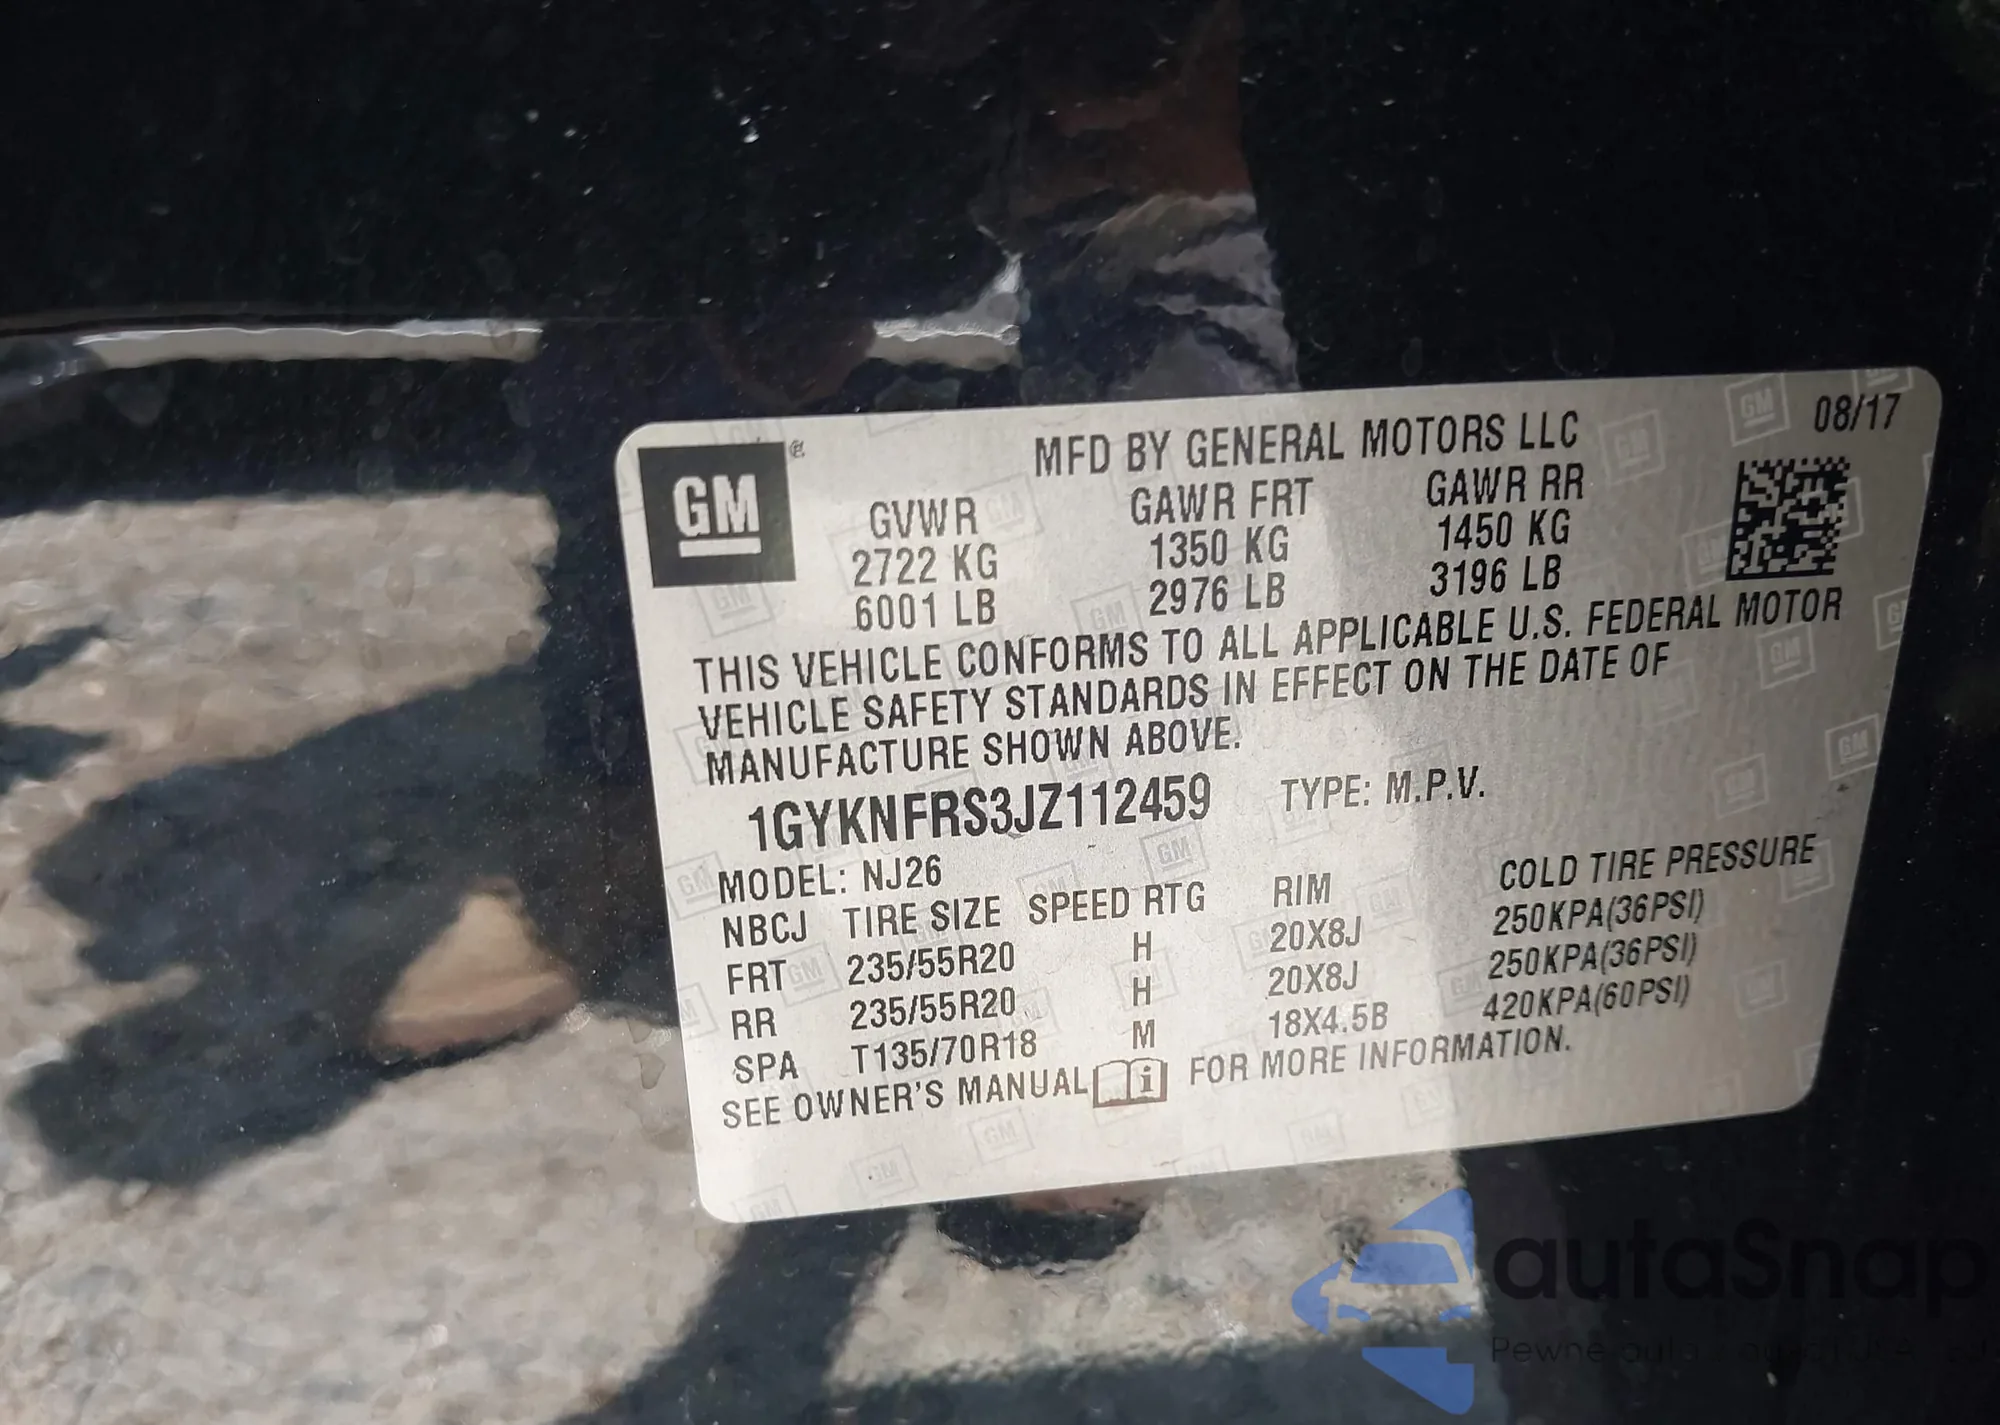 08/17
MFD BY GENERAL MOTORS LLC
GM
GVWR GAWR FRT GAWR RR
2722 KG 1350 KG 1450 KG
6001 LB 2976 LB 3196 LB
THIS VEHICLE CONFORMS TO ALL APPLICABLE U.S. FEDERAL MOTOR
VEHICLE SAFETY STANDARDS IN EFFECT ON THE DATE OF
MANUFACTURE SHOWN ABOVE.
1GYKNFRS3JZ112459 TYPE: M.P.V.
MODEL: NJ26
NBCJ TIRE SIZE SPEED RTG RIM COLD TIRE PRESSURE
FRT 235/55R20 H 20X8J 250KPA(36PSI)
RR 235/55R20 H 20X8J 250KPA(36PSI)
SPA T135/70R18 M 18X4.5B 420KPA(60PSI)
SEE OWNER'S MANUAL i FOR MORE INFORMATION.
autaSnap
Pewne auta